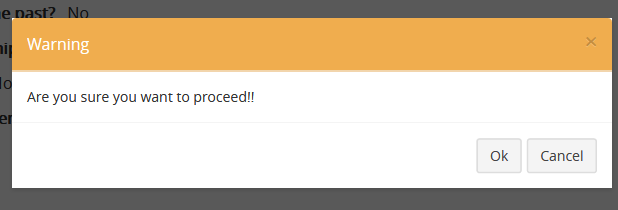 e past? No
Warning
×
Are you sure you want to proceed!!
Ok
Cancel